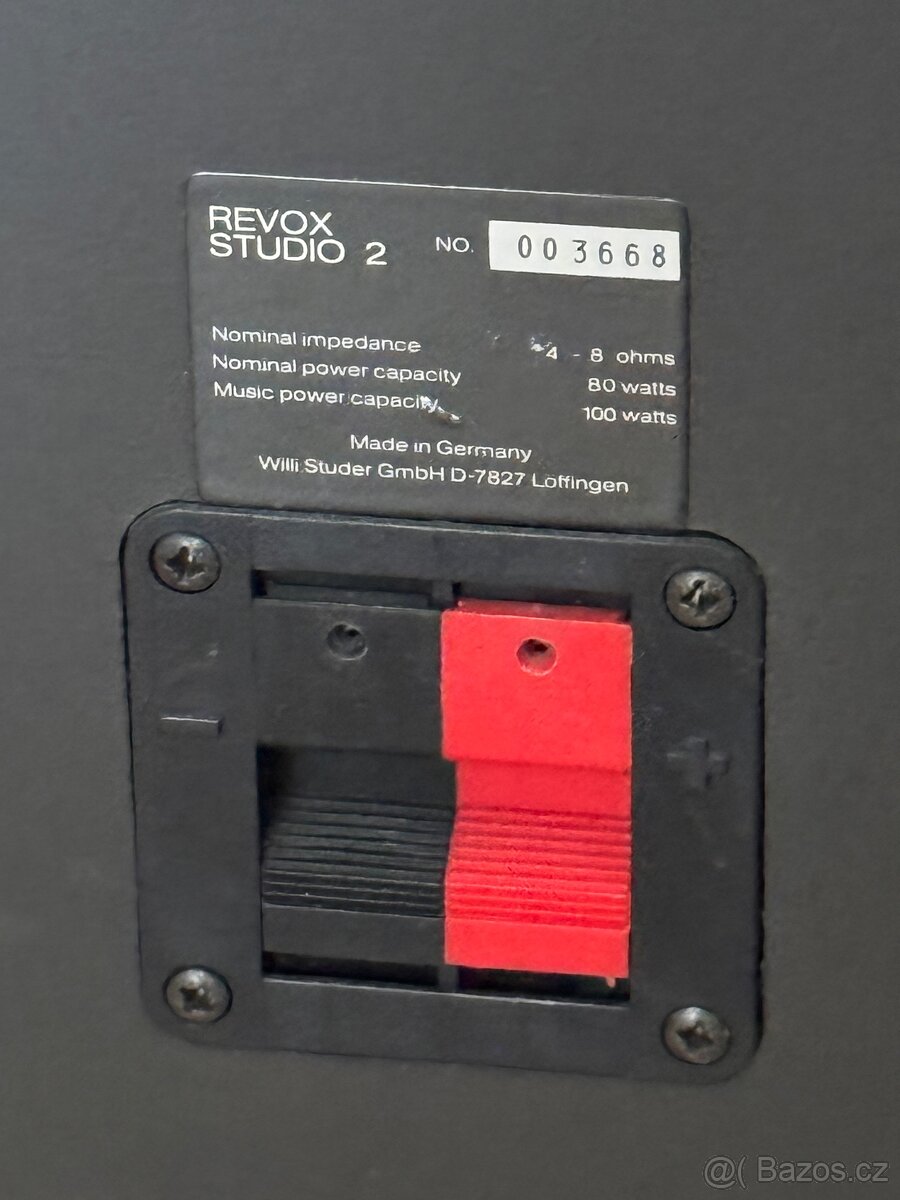 REVOX
STUDIO 2
NO. 003668
Nominal impedance 4 - 8 ohms
Nominal power capacity 80 watts
Music power capacity 100 watts
Made in Germany
Willi Studer GmbH D-7827 Löffingen
- +
@( Bazos.cz